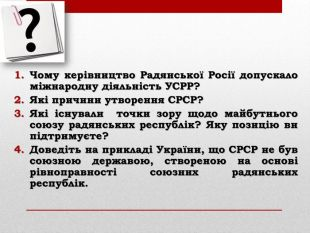 ?
1. Чому керівництво Радянської Росії допускало
міжнародну діяльність УСРР?
2. Які причини утворення СРСР?
3. Які існували точки зору щодо майбутнього
союзу радянських республік? Яку позицію ви
підтримуєте?
4. Доведіть на прикладі України, що СРСР не був
союзною державою, створеною на основі
рівноправності союзних радянських
республік.